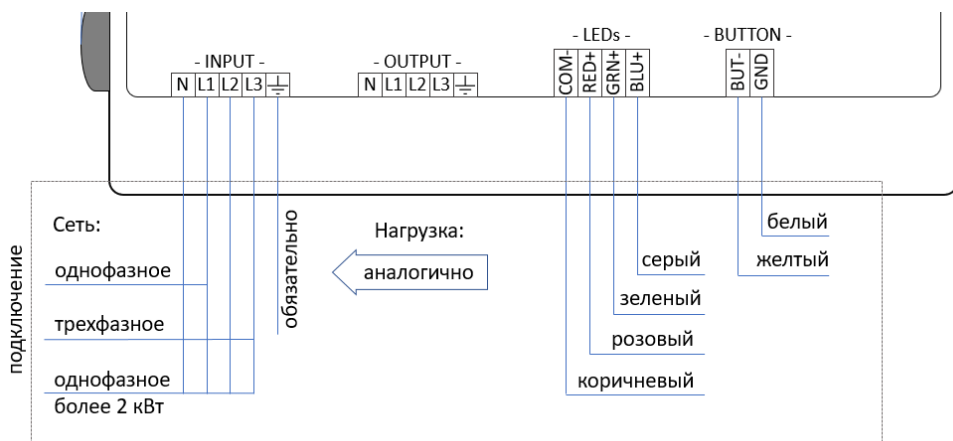 - INPUT -
N L1 L2 L3
- OUTPUT -
N L1 L2 L3
- LEDs -
COM- RED+ GRN+ BLU+
- BUTTON -
BUT- GND
подключение
Сеть:
однофазное
трехфазное
однофазное
более 2 кВт
обязательно
Нагрузка:
аналогично
серый
зеленый
розовый
коричневый
белый
желтый